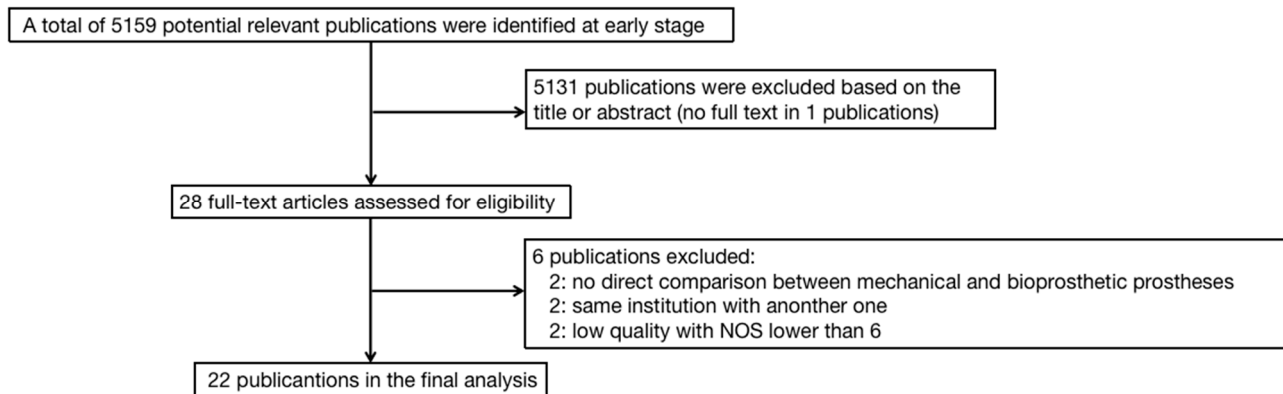 A total of 5159 potential relevant publications were identified at early stage
5131 publications were excluded based on the
title or abstract (no full text in 1 publications)
28 full-text articles assessed for eligibility
6 publications excluded:
2: no direct comparison between mechanical and bioprosthetic prostheses
2: same institution with anonther one
2: low quality with NOS lower than 6
22 publicantions in the final analysis